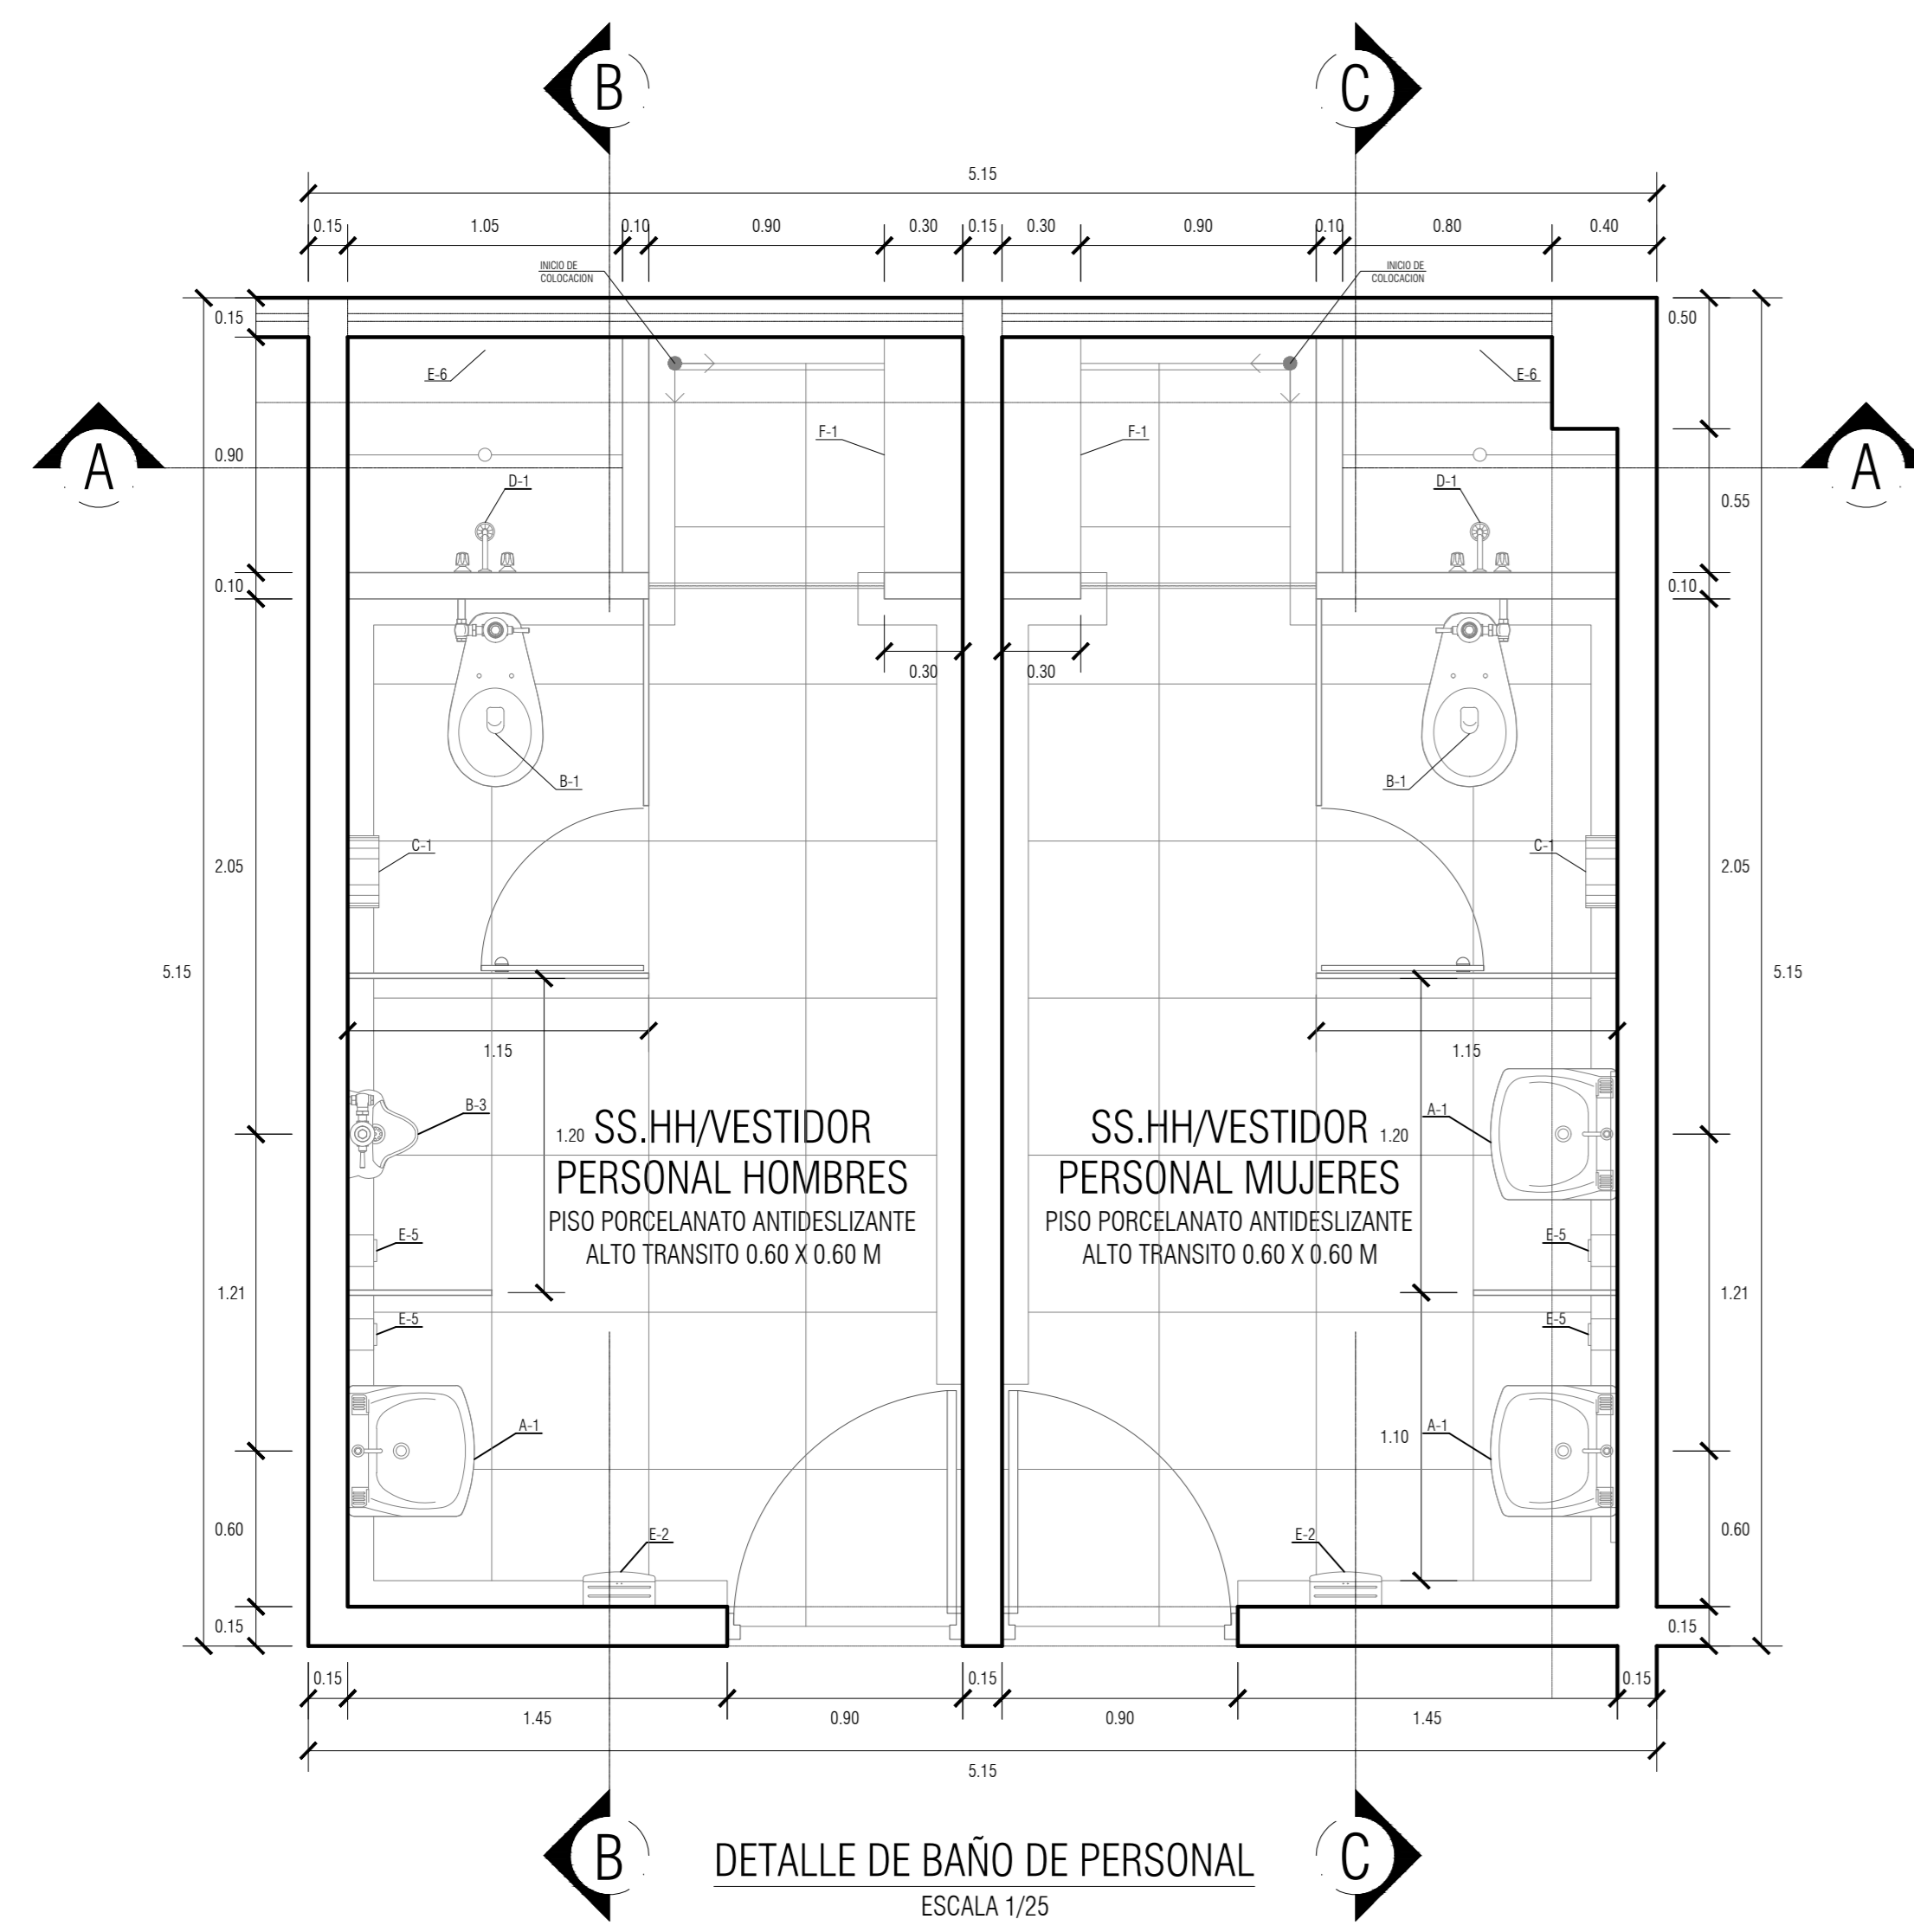 B
C
5.15
0.15
1.05
0.10
0.90
0.30
0.15
0.30
0.90
0.10
0.80
0.40
INICIO DE
COLOCACION
INICIO DE
COLOCACION
0.15
0.50
E-6
E-6
F-1
F-1
A
0.90
A
D-1
D-1
0.55
0.10
0.10
0.30
0.30
B-1
B-1
C-1
C-1
2.05
2.05
5.15
5.15
1.15
1.15
B-3
A-1
1.20
SS.HH/VESTIDOR
PERSONAL HOMBRES
PISO PORCELANATO ANTIDESLIZANTE
ALTO TRANSITO 0.60 X 0.60 M
SS.HH/VESTIDOR
PERSONAL MUJERES
PISO PORCELANATO ANTIDESLIZANTE
ALTO TRANSITO 0.60 X 0.60 M
1.20
E-5
E-5
1.21
1.21
E-5
E-5
A-1
1.10
A-1
0.60
E-2
E-2
0.60
0.15
0.15
0.15
0.15
0.15
1.45
0.90
0.90
1.45
5.15
B
DETALLE DE BAÑO DE PERSONAL
ESCALA 1/25
C